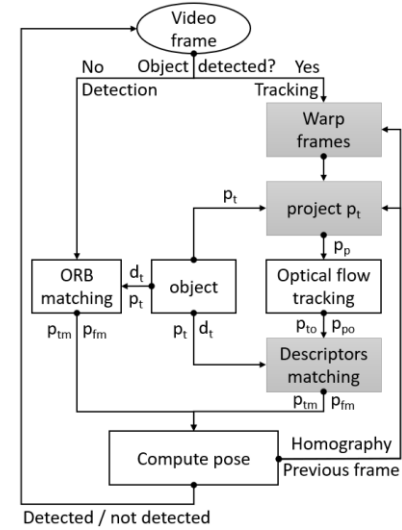 Video
frame
No Object detected? Yes
Detection Tracking
Warp
frames
pt
project pt
pp
ORB
matching
dt
pt
object
Optical flow
tracking
ptm pfm
pt dt
pto ppo
Descriptors
matching
ptm pfm
Compute pose
Homography
Previous frame
Detected / not detected